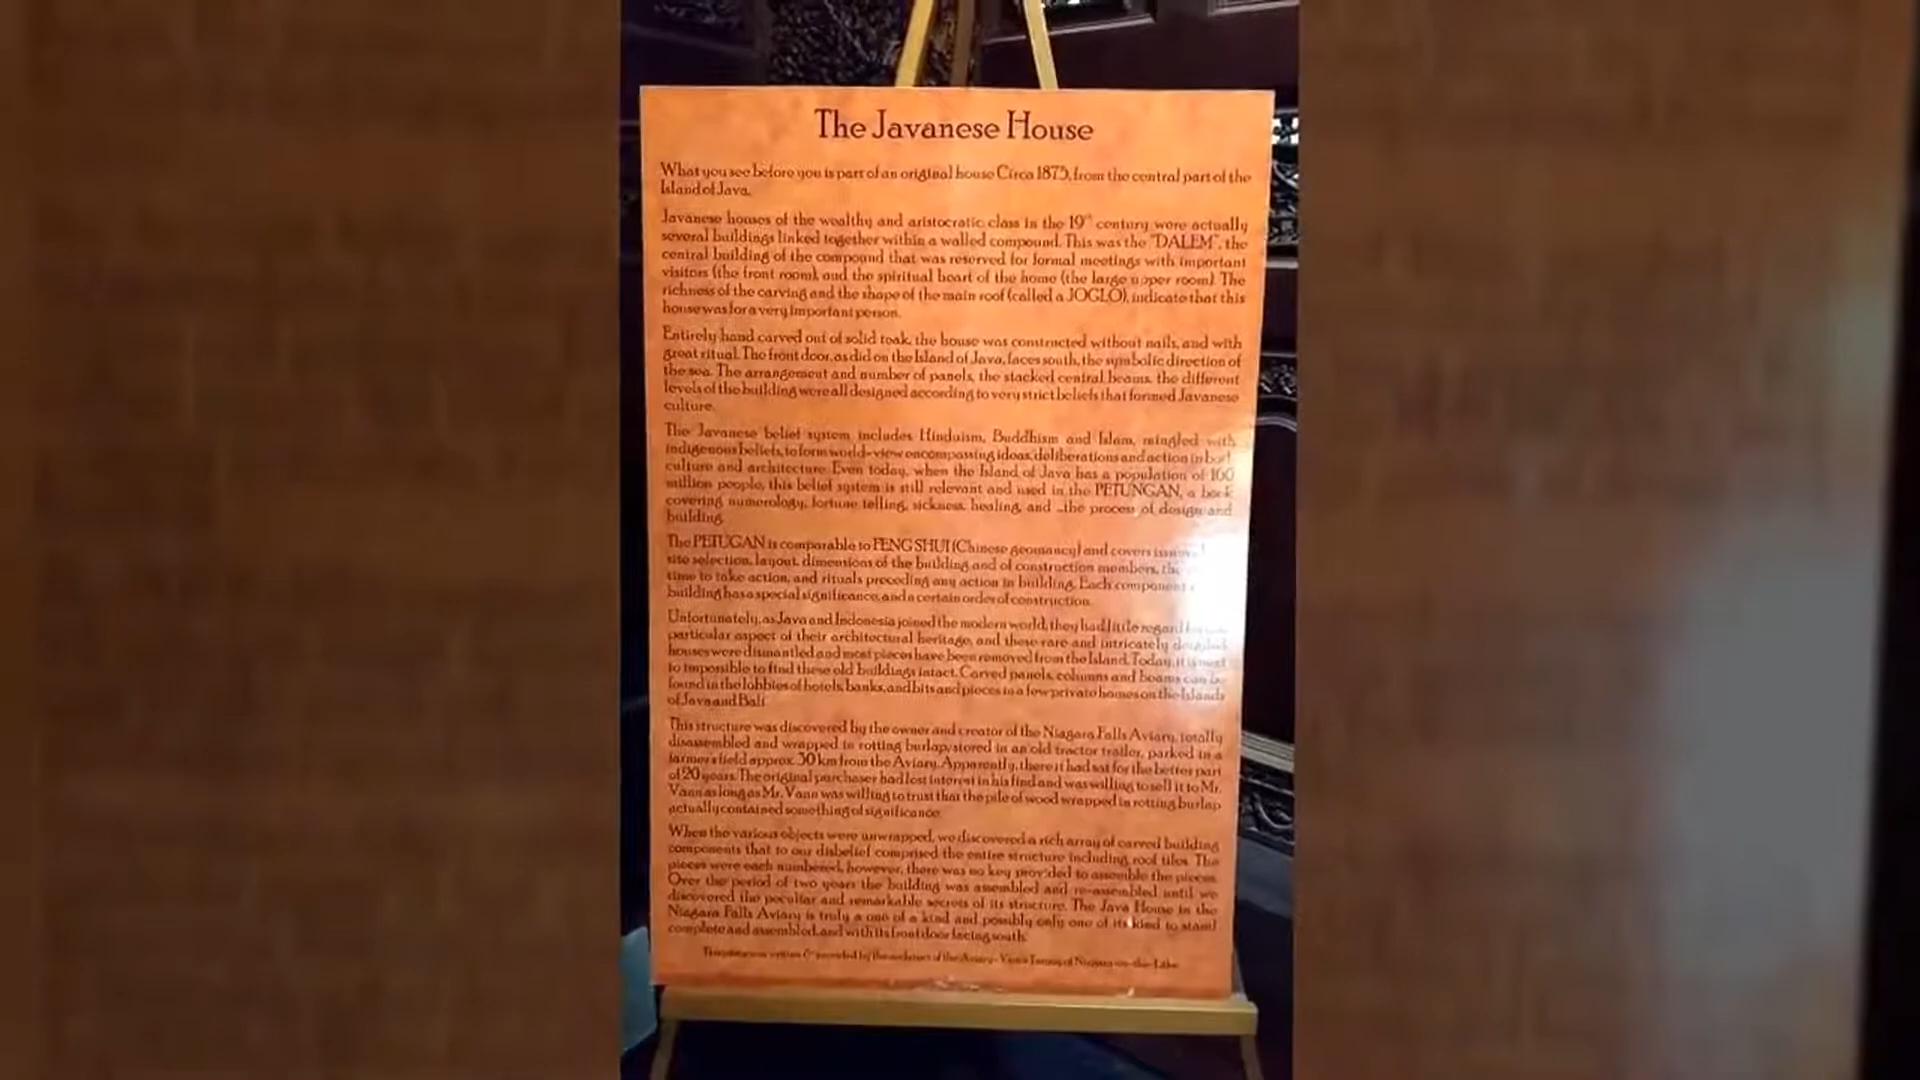 The Javanese House
What you see before you is part of an original house Circa 1875, from the central part of the
Island of Java.
Javanese houses of the wealthy and aristocratic class in the 19th century were actually
several buildings linked together within a walled compound. This was the "DALEM", the
central building of the compound that was reserved for formal meetings with important
visitors (the front room), and the spiritual heart of the home (the large upper room). The
richness of the carving and the shape of the main roof (called a JOGLO), indicate that this
house was for a very important person.
Entirely hand carved out of solid teak, the house was constructed without nails, and with
great ritual. The front door, as did on the Island of Java, faces south, the symbolic direction of
the sea. The arrangement and number of panels, the stacked central beams, the different
levels of the building were all designed according to very strict beliefs that formed Javanese
culture.
The Javanese belief system includes Hinduism, Buddhism and Islam, mingled with
indigenous beliefs, to form world-view encompassing ideas, deliberations and action in both
culture and architecture. Even today, when the Island of Java has a population of 160
million people, this belief system is still relevant and used in the PETUNGAN, a book
covering numerology, fortune telling, sickness, healing, and ...the process of design and
building.
The PETUGAN is comparable to FENG SHUI (Chinese geomancy) and covers
site selection, layout, dimensions of the building and of construction members, the
time to take action, and rituals preceding any action in building. Each component
building has a special significance, and a certain order of construction.
Unfortunately, as Java and Indonesia joined the modern world, they had little regard
particular aspect of their architectural heritage, and these rare and intricately detailed
houses were dismantled and most pieces have been removed from the Island. Today, it is next
to impossible to find these old buildings intact. Carved panels, columns and beams can be
found in the lobbies of hotels, banks, and bits and pieces in a few private homes on the Islands
of Java and Bali.
This structure was discovered by the owner and creator of the Niagara Falls Aviary, totally
disassembled and wrapped in rotting burlap/stored in an old tractor trailer, parked in a
farmers field approx. 30 km from the Aviary. Apparently, there it had sat for the better part
of 20 years. The original purchaser had lost interest in his find and was willing to sell it to Mr.
Vann as long as Mr. Vann was willing to trust that the pile of wood wrapped in rotting burlap
actually contained something of significance.
When the various objects were unwrapped, we discovered a rich array of carved building
components that to our disbelief comprised the entire structure including roof tiles. The
pieces were each numbered, however, there was no key provided to assemble the pieces.
Over the period of two years the building was assembled and re-assembled until we
discovered the peculiar and remarkable secrets of its structure. The Java House in the
Niagara Falls Aviary is truly a one of a kind and possibly only one of its kind to stand
complete and assembled, and with its front door facing south.
written & provided by the architect of the Aviary- of Niagara-on-the-Lake